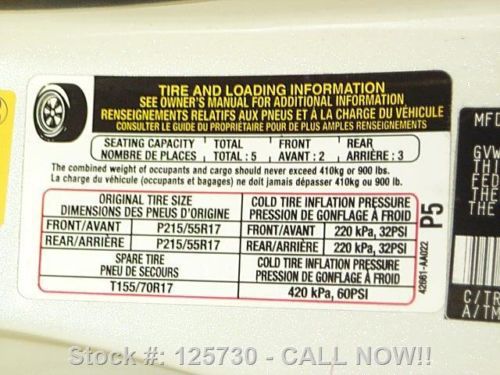 TIRE AND LOADING INFORMATION
SEE OWNER'S MANUAL FOR ADDITIONAL INFORMATION
RENSEIGNEMENTS RELATIFS AUX PNEUS ET À LA CHARGE DU VÉHICULE
CONSULTER LE GUIDE DU PROPRIÉTAIRE POUR DE PLUS AMPLES RENSEIGNEMENTS
SEATING CAPACITY TOTAL FRONT REAR
NOMBRE DE PLACES TOTAL : 5 AVANT : 2 ARRIÈRE : 3
The combined weight of occupants and cargo should never exceed 410kg or 900 lbs.
La charge du véhicule (occupants et bagages) ne doit jamais dépasser 410kg ou 900 lb.
ORIGINAL TIRE SIZE COLD TIRE INFLATION PRESSURE
DIMENSIONS DES PNEUS D'ORIGINE PRESSION DE GONFLAGE À FROID
FRONT/AVANT P215/55R17 FRONT/AVANT 220 kPa, 32PSI
REAR/ARRIÈRE P215/55R17 REAR/ARRIÈRE 220 kPa, 32PSI
SPARE TIRE COLD TIRE INFLATION PRESSURE
PNEU DE SECOURS PRESSION DE GONFLAGE À FROID
T155/70R17 420 kPa, 60PSI
P5
MFD
GVW
THI
FED
THE
THE
C/TR
A/TM
Stock #: 125730 - CALL NOW!!